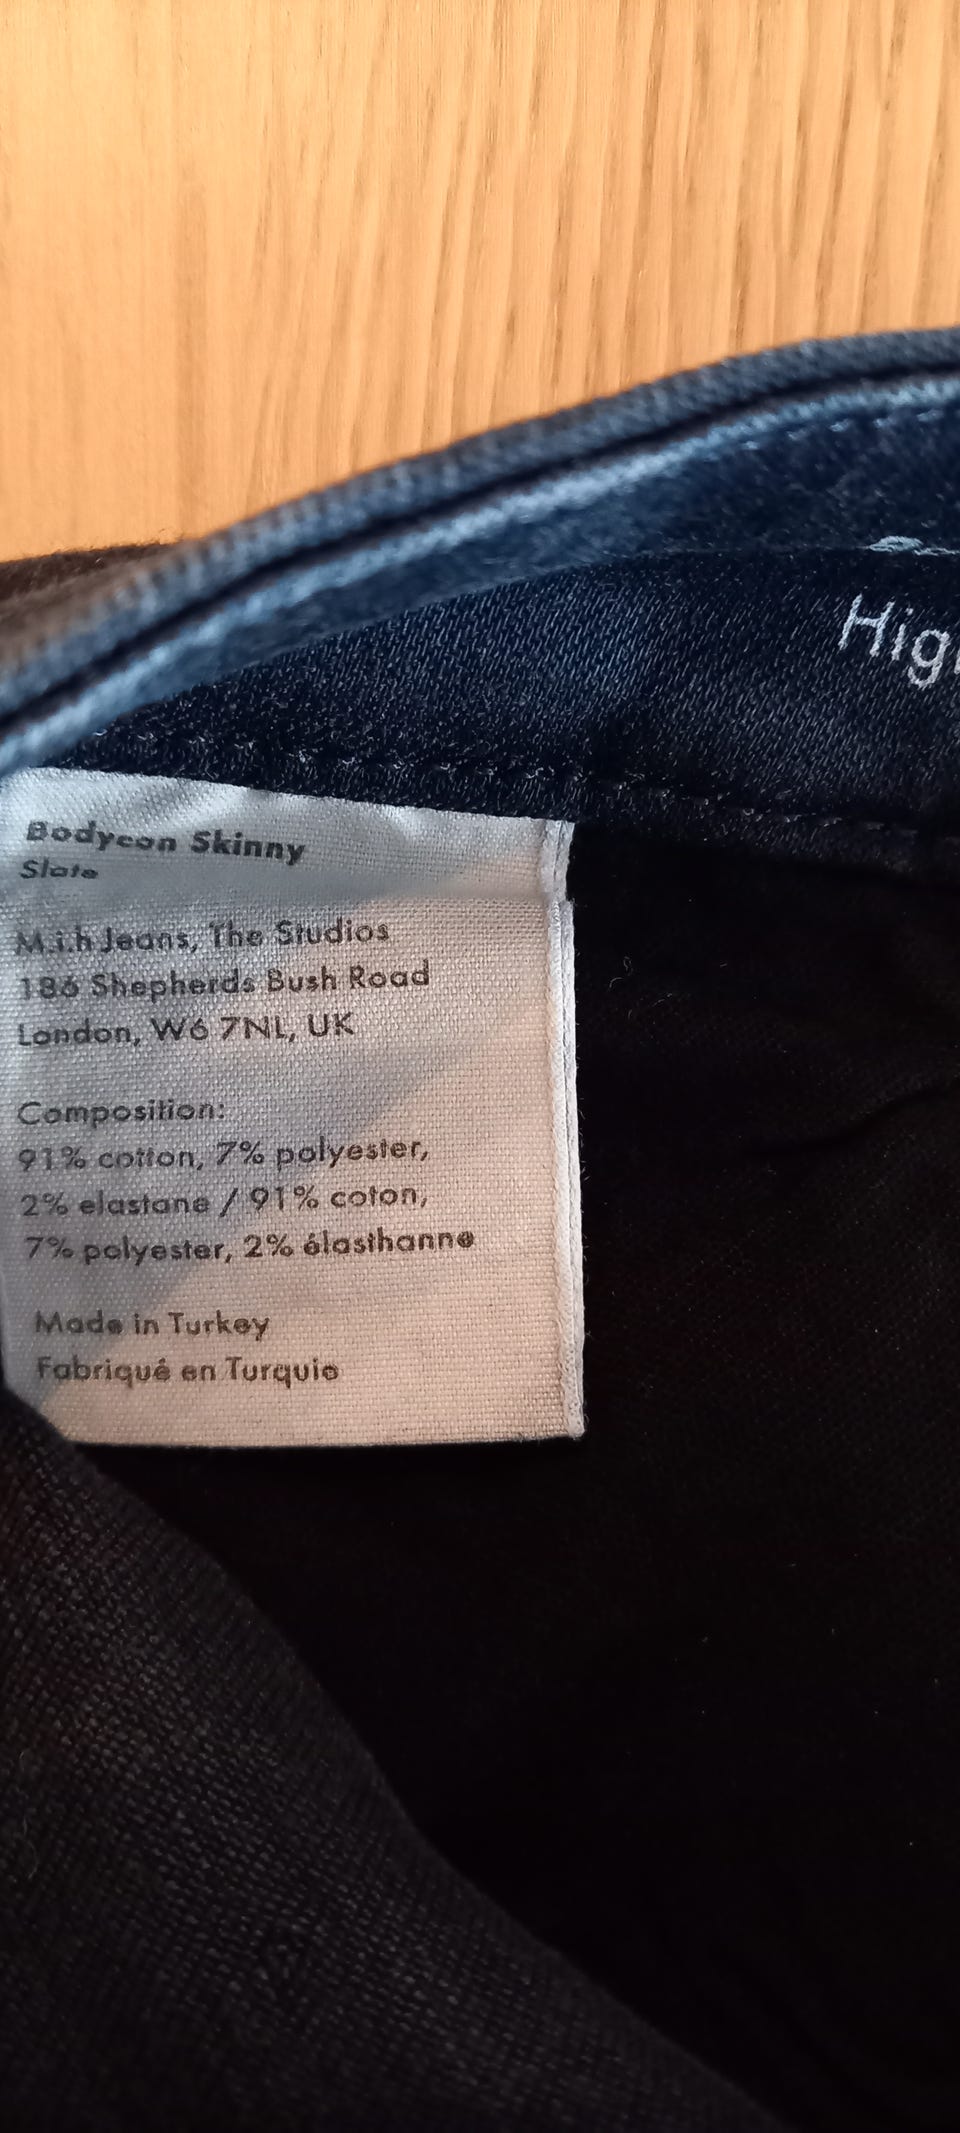 Bodycon Skinny
Slate
M.i.h Jeans, The Studios
186 Shepherds Bush Road
London, W6 7NL, UK
Composition:
91% cotton, 7% polyester,
2% elastane / 91% coton,
7% polyester, 2% élasthanne
Made in Turkey
Fabriqué en Turquie